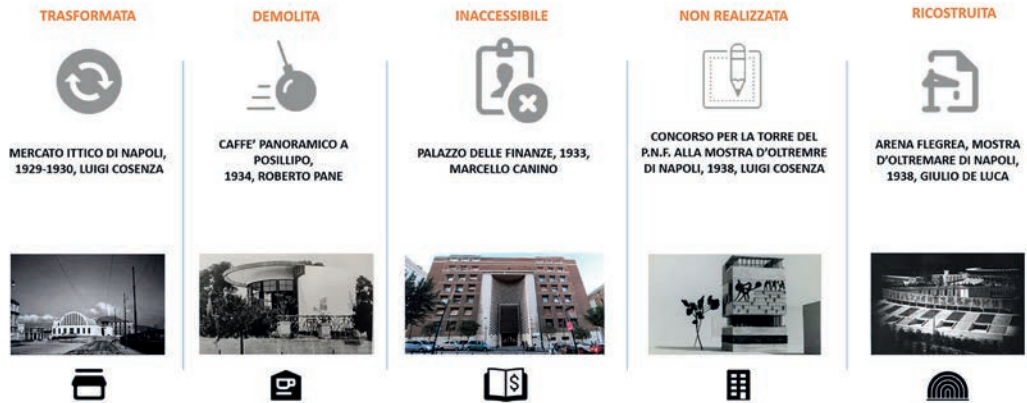 TRASFORMATA
MERCATO ITTICO DI NAPOLI,
1929-1930, LUIGI COSENZA
DEMOLITA
CAFFE' PANORAMICO A
POSILLIPO,
1934, ROBERTO PANE
INACCESSIBILE
PALAZZO DELLE FINANZE, 1933,
MARCELLO CANINO
$
NON REALIZZATA
CONCORSO PER LA TORRE DEL
P.N.F. ALLA MOSTRA D'OLTREMRE
DI NAPOLI, 1938, LUIGI COSENZA
RICOSTRUITA
ARENA FLEGREA, MOSTRA
D'OLTREMARE DI NAPOLI,
1938, GIULIO DE LUCA